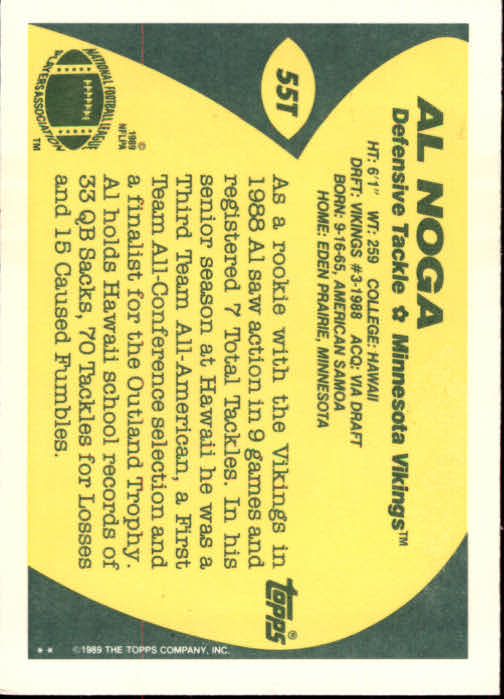 55T
AL NOGA
Defensive Tackle ✿ Minnesota Vikings™
HT: 6'1" WT: 259 COLLEGE: HAWAII
DRFT: VIKINGS #3-1988 ACQ: VIA DRAFT
BORN: 9-16-65, AMERICAN SAMOA
HOME: EDEN PRAIRIE, MINNESOTA
As a rookie with the Vikings in
1988 Al saw action in 9 games and
registered 7 Total Tackles. In his
senior season at Hawaii he was a
Third Team All-American, a First
Team All-Conference selection and
a finalist for the Outland Trophy.
Al holds Hawaii school records of
33 QB Sacks, 70 Tackles for Losses
and 15 Caused Fumbles.
NATIONAL FOOTBALL LEAGUE
PLAYERS ASSOCIATION
™
©
1989
NFLPA
TOPPS®
** ©1989 THE TOPPS COMPANY, INC.